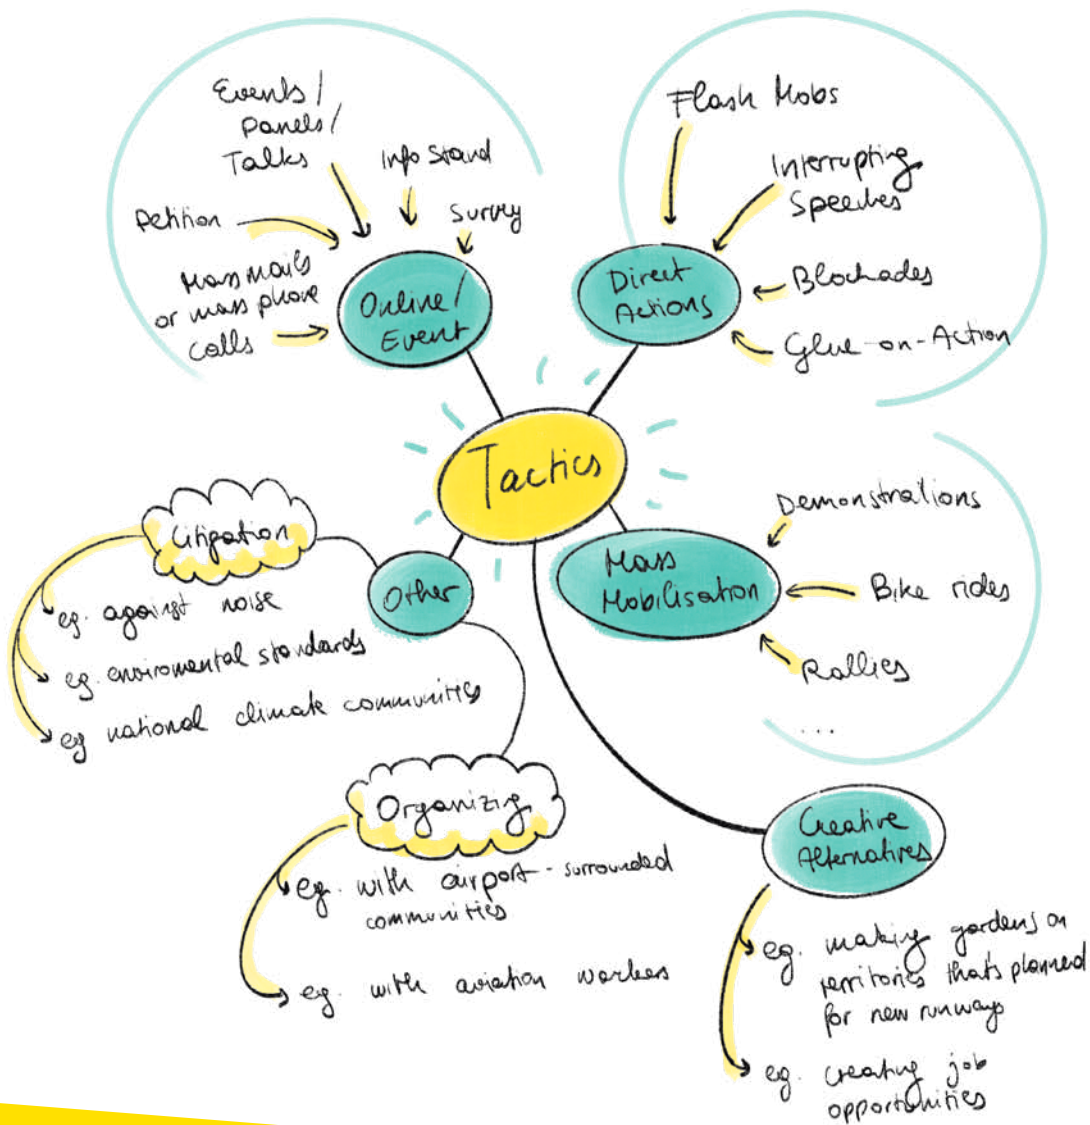 Events /
Panels /
Talks
Info Stand
Petition
Survey
Mass mails
or mass phone
calls
Online /
Event
Flash Mobs
Interrupting
Speeches
Direct
Actions
Blockades
Glue-on-Action
Tactics
Demonstrations
Mass
Mobilisation
Bike rides
Rallies
...
Litigation
Other
eg. against noise
eg. enviromental standards
eg national climate communities
Organizing
eg. with airport-surrounded
communities
eg. with aviation workers
Creative
Alternatives
eg. making gardens on
territories thats planned
for new runways
eg. creating job
opportunities